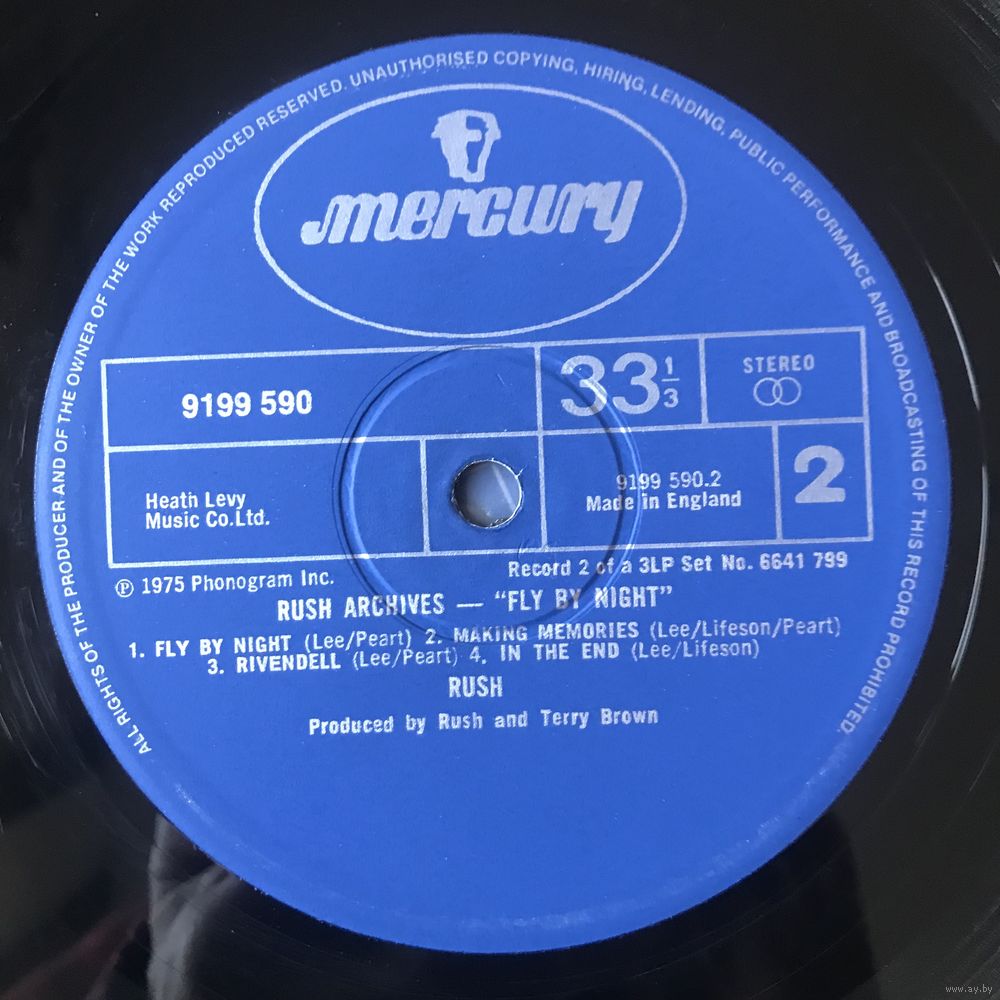 ALL RIGHTS OF THE PRODUCER AND OF THE OWNER OF THE WORK REPRODUCED RESERVED. UNAUTHORISED COPYING, HIRING, LENDING, PUBLIC PERFORMANCE AND BROADCASTING OF THIS RECORD PROHIBITED.
mercury
9199 590
33 1/3
STEREO
Heath Levy
Music Co.Ltd.
9199 590.2
Made in England
2
Record 2 of a 3LP Set No. 6641 799
Ⓟ 1975 Phonogram Inc.
RUSH ARCHIVES — "FLY BY NIGHT"
1. FLY BY NIGHT (Lee/Peart) 2. MAKING MEMORIES (Lee/Lifeson/Peart)
3. RIVENDELL (Lee/Peart) 4. IN THE END (Lee/Lifeson)
RUSH
Produced by Rush and Terry Brown
www.ay.by